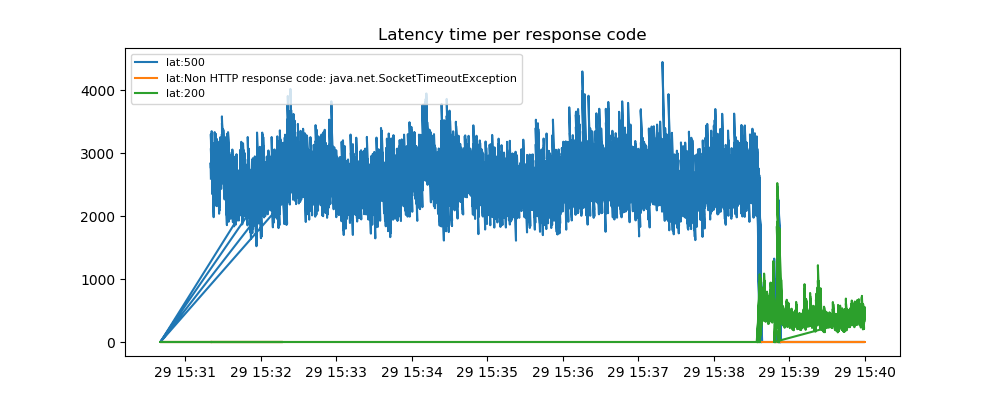 Latency time per response code
lat:500
lat:Non HTTP response code: java.net.SocketTimeoutException
lat:200
4000
3000
2000
1000
0
29 15:31 29 15:32 29 15:33 29 15:34 29 15:35 29 15:36 29 15:37 29 15:38 29 15:39 29 15:40